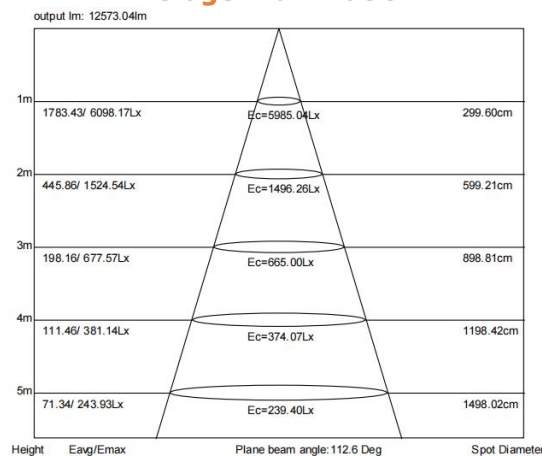 output lm: 12573.04lm
1m
1783.43/ 6098.17Lx
Ec=5985.04Lx
299.60cm
2m
445.86/ 1524.54Lx
Ec=1496.26Lx
599.21cm
3m
198.16/ 677.57Lx
Ec=665.00Lx
898.81cm
4m
111.46/ 381.14Lx
Ec=374.07Lx
1198.42cm
5m
71.34/ 243.93Lx
Ec=239.40Lx
1498.02cm
Height Eavg/Emax Plane beam angle:112.6 Deg Spot Diameter